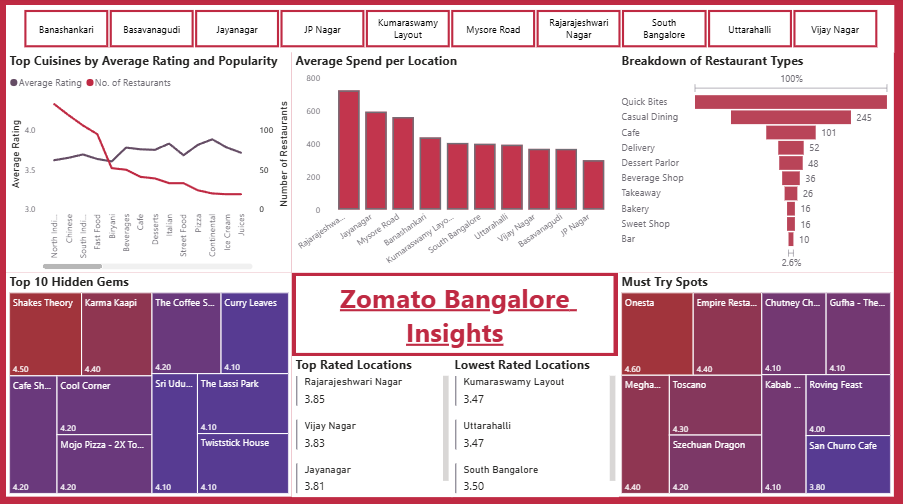 Banashankari
Basavanagudi
Jayanagar
JP Nagar
Kumaraswamy
Layout
Mysore Road
Rajarajeshwari
Nagar
South
Bangalore
Uttarahalli
Vijay Nagar
Top Cuisines by Average Rating and Popularity
Average Rating
No. of Restaurants
Average Rating
4.0
3.5
3.0
100
50
0
Number of Restaurants
North Indi...
Chinese
South Indi...
Fast Food
Biryani
Beverages
Cafe
Desserts
Italian
Street Food
Pizza
Continental
Ice Cream
Juices
Average Spend per Location
800
600
400
200
0
Rajarajeshwa...
Jayanagar
Mysore Road
Banashankari
Kumaraswamy Layo...
South Bangalore
Uttarahalli
Vijay Nagar
Basavanagudi
JP Nagar
Breakdown of Restaurant Types
100%
Quick Bites
Casual Dining 245
Cafe 101
Delivery 52
Dessert Parlor 48
Beverage Shop 36
Takeaway 26
Bakery 16
Sweet Shop 16
Bar 10
2.6%
Top 10 Hidden Gems
Shakes Theory
4.50
Karma Kaapi
4.40
The Coffee S...
4.20
Curry Leaves
4.10
Cafe Sh...
4.20
Cool Corner
4.20
Mojo Pizza - 2X To...
4.20
Sri Udu...
4.10
The Lassi Park
4.10
Twiststick House
4.10
Zomato Bangalore
Insights
Top Rated Locations
Rajarajeshwari Nagar
3.85
Vijay Nagar
3.83
Jayanagar
3.81
Lowest Rated Locations
Kumaraswamy Layout
3.47
Uttarahalli
3.47
South Bangalore
3.50
Must Try Spots
Onesta
4.60
Empire Resta...
4.40
Chutney Ch...
4.10
Gufha - The...
4.10
Megha...
4.40
Toscano
4.30
Szechuan Dragon
4.20
Kabab ...
4.10
Roving Feast
4.00
San Churro Cafe
3.80